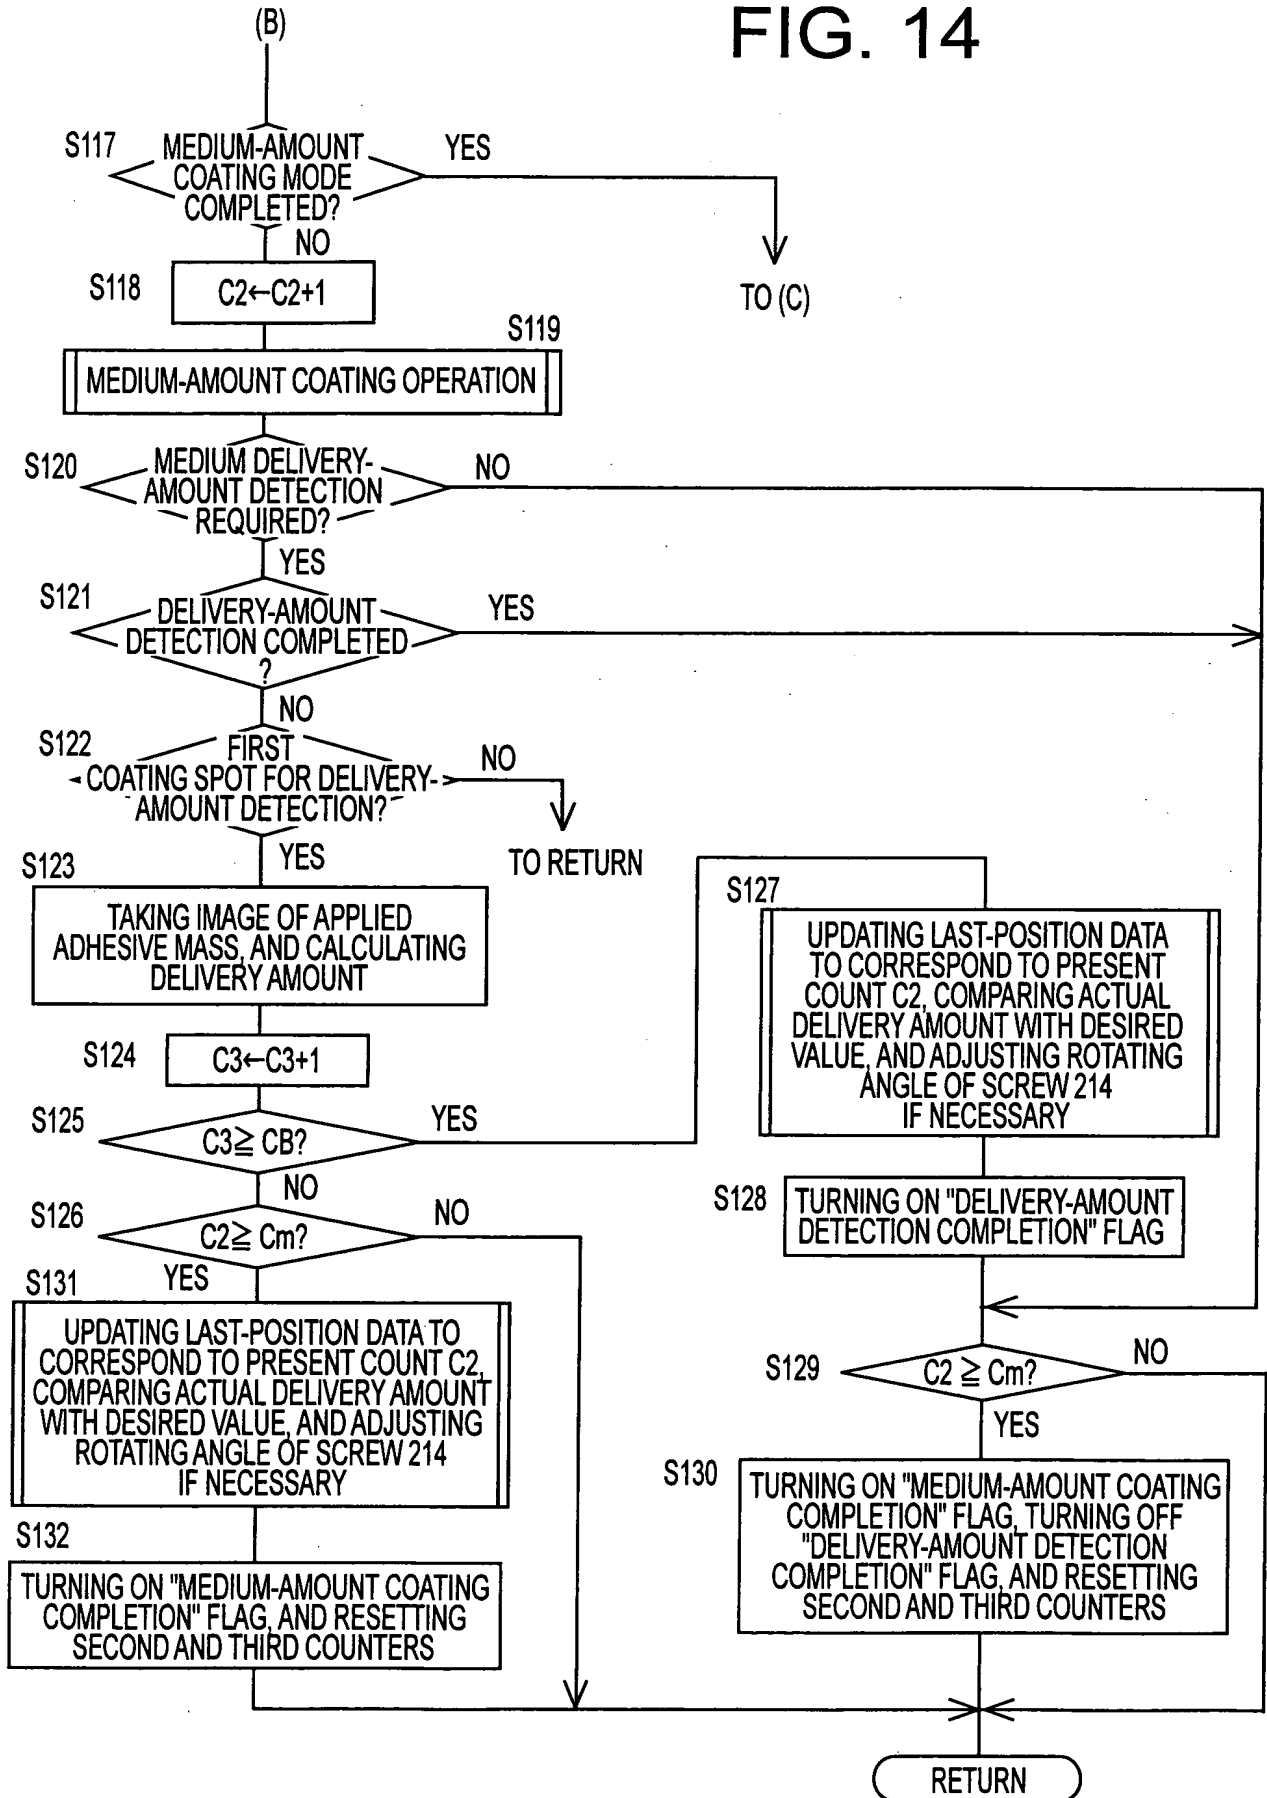 (B)
FIG. 14
S117
MEDIUM-AMOUNT
COATING MODE
COMPLETED?
YES
NO
TO (C)
S118
C2←C2+1
S119
MEDIUM-AMOUNT COATING OPERATION
S120
MEDIUM DELIVERY-
AMOUNT DETECTION
REQUIRED?
NO
YES
S121
DELIVERY-AMOUNT
DETECTION COMPLETED
?
YES
NO
S122
FIRST
COATING SPOT FOR DELIVERY-
AMOUNT DETECTION?
NO
TO RETURN
YES
S123
TAKING IMAGE OF APPLIED
ADHESIVE MASS, AND CALCULATING
DELIVERY AMOUNT
S124
C3←C3+1
S125
C3≧ CB?
YES
NO
S126
C2≧ Cm?
NO
YES
S131
UPDATING LAST-POSITION DATA TO
CORRESPOND TO PRESENT COUNT C2,
COMPARING ACTUAL DELIVERY AMOUNT
WITH DESIRED VALUE, AND ADJUSTING
ROTATING ANGLE OF SCREW 214
IF NECESSARY
S132
TURNING ON "MEDIUM-AMOUNT COATING
COMPLETION" FLAG, AND RESETTING
SECOND AND THIRD COUNTERS
S127
UPDATING LAST-POSITION DATA
TO CORRESPOND TO PRESENT
COUNT C2, COMPARING ACTUAL
DELIVERY AMOUNT WITH DESIRED
VALUE, AND ADJUSTING ROTATING
ANGLE OF SCREW 214
IF NECESSARY
S128
TURNING ON "DELIVERY-AMOUNT
DETECTION COMPLETION" FLAG
S129
C2 ≧ Cm?
NO
YES
S130
TURNING ON "MEDIUM-AMOUNT COATING
COMPLETION" FLAG, TURNING OFF
"DELIVERY-AMOUNT DETECTION
COMPLETION" FLAG, AND RESETTING
SECOND AND THIRD COUNTERS
RETURN